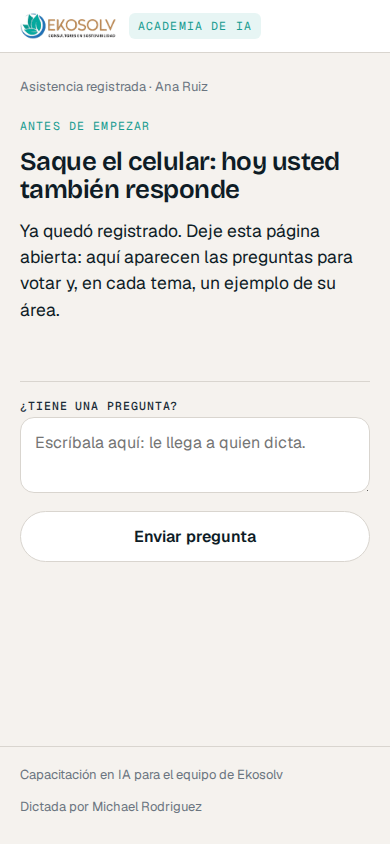 EKOSOLV
ACADEMIA DE IA
Asistencia registrada · Ana Ruiz
ANTES DE EMPEZAR
Saque el celular: hoy usted
también responde
Ya quedó registrado. Deje esta página
abierta: aquí aparecen las preguntas para
votar y, en cada tema, un ejemplo de su
área.
¿TIENE UNA PREGUNTA?
Escríbala aquí: le llega a quien dicta.
Enviar pregunta
Capacitación en IA para el equipo de Ekosolv
Dictada por Michael Rodriguez